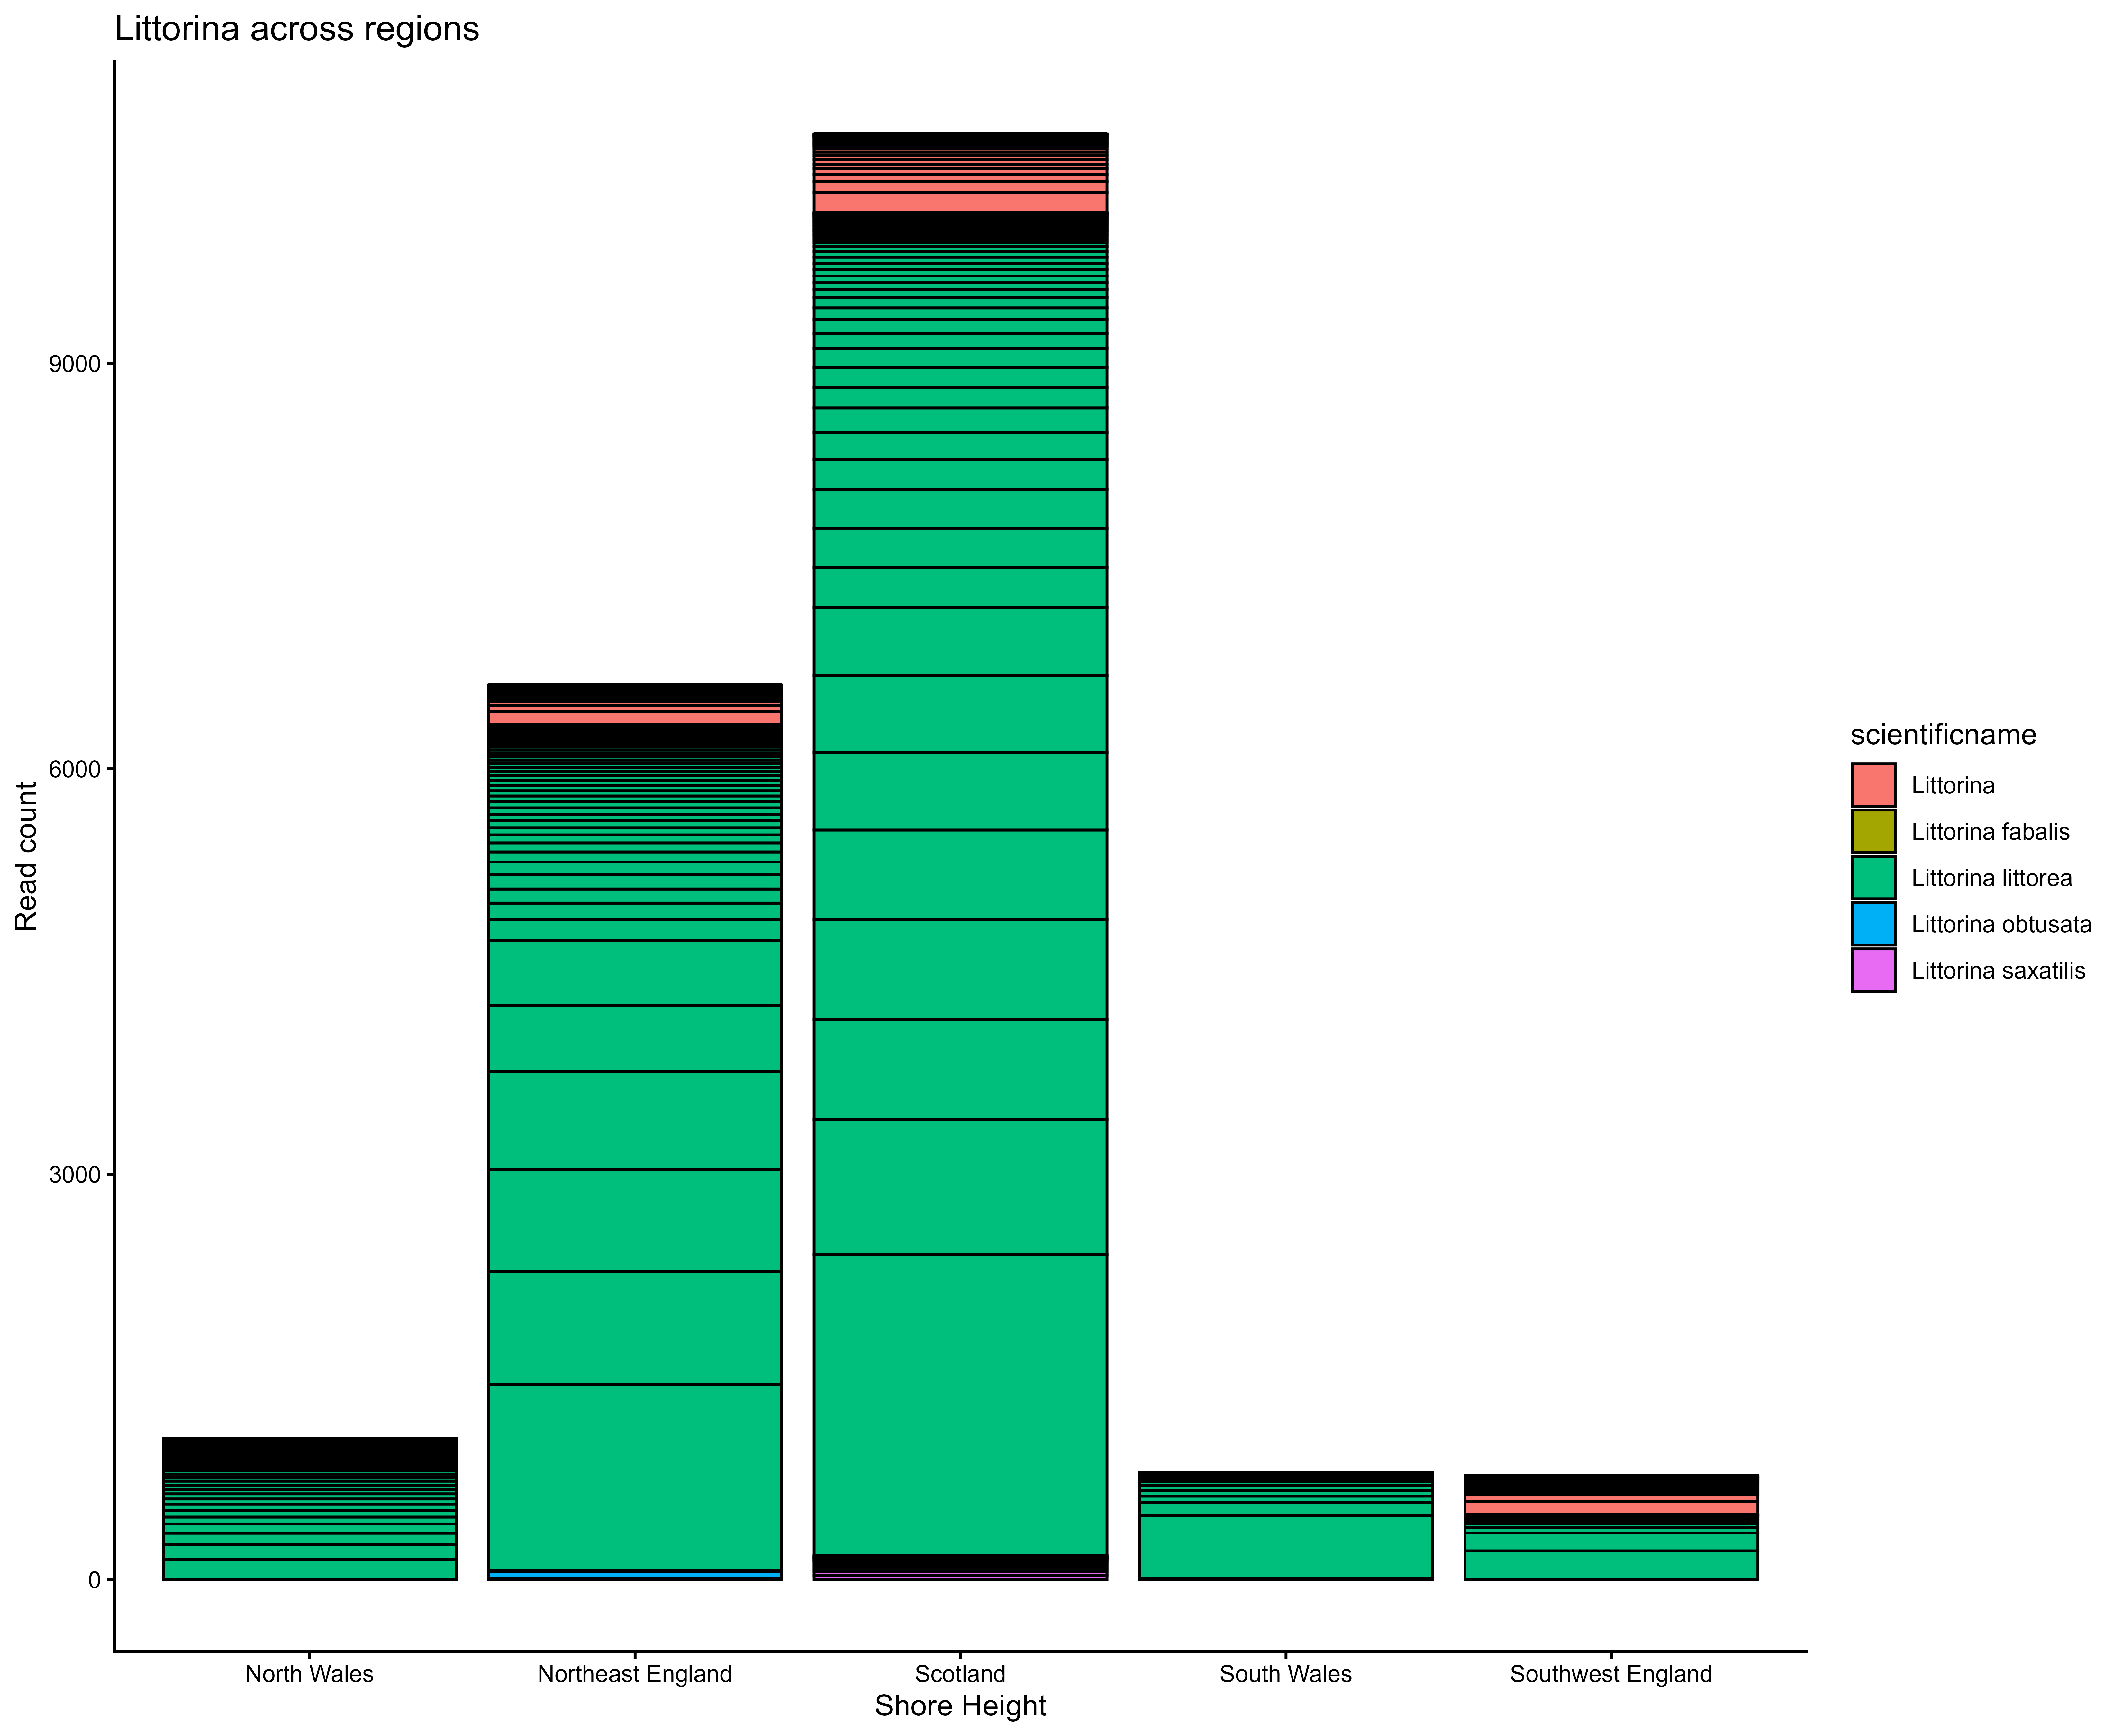 Littorina across regions
Read count
9000
6000
3000
0
North Wales
Northeast England
Scotland
South Wales
Southwest England
Shore Height
scientificname
Littorina
Littorina fabalis
Littorina littorea
Littorina obtusata
Littorina saxatilis